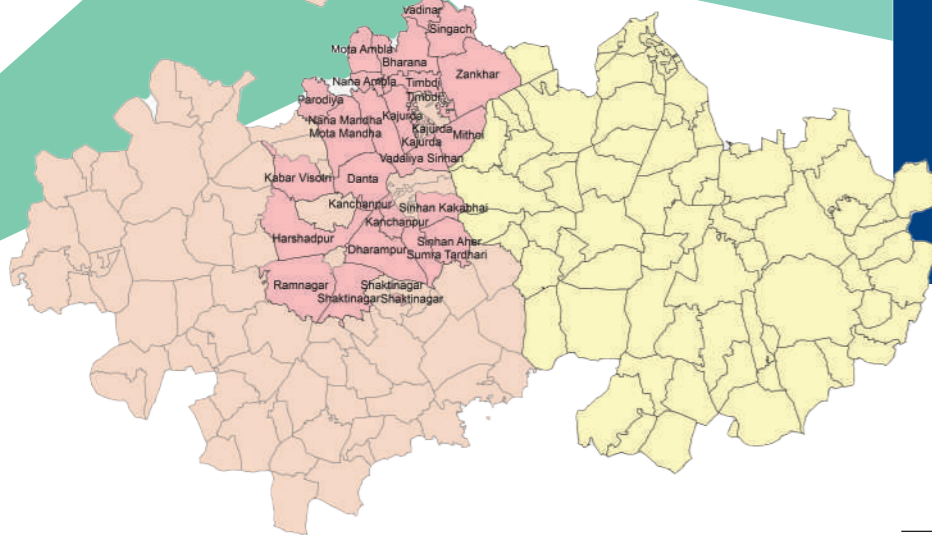 Vadinar
Singach
Mota Ambla
Bharana
Zankhar
Nana Ambla
Timbdi
Timbdi
Parodiya
Kajurda
Nana Mandha
Kajurda
Mota Mandha
Mithoi
Kajurda
Vadaliya Sinhan
Kabar Visotri
Danta
Kanchanpur
Sinhan Kakabhai
Kanchanpur
Harshadpur
Sinhan Aher
Dharampur
Sumra Tardhari
Ramnagar
Shaktinagar
Shaktinagar
Shaktinagar